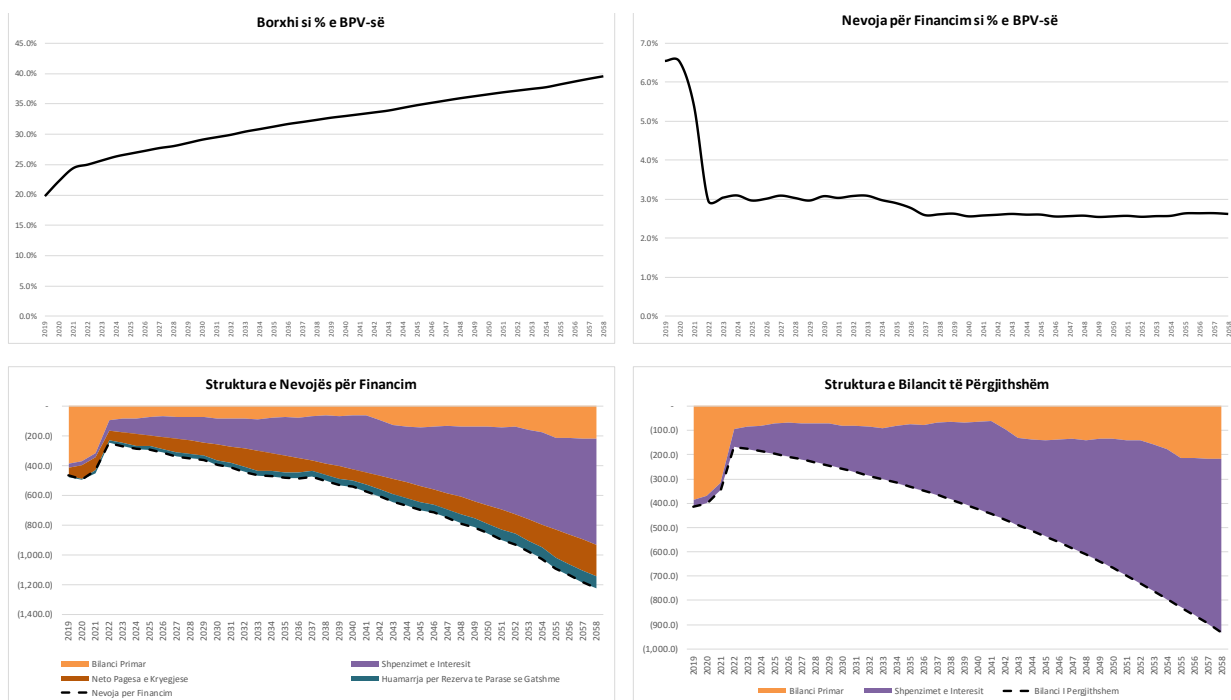 Borxhi si % e BPV-së
45.0%
40.0%
35.0%
30.0%
25.0%
20.0%
15.0%
10.0%
5.0%
0.0%
2019 2020 2021 2022 2023 2024 2025 2026 2027 2028 2029 2030 2031 2032 2033 2034 2035 2036 2037 2038 2039 2040 2041 2042 2043 2044 2045 2046 2047 2048 2049 2050 2051 2052 2053 2054 2055 2056 2057 2058
Nevoja për Financim si % e BPV-së
7.0%
6.0%
5.0%
4.0%
3.0%
2.0%
1.0%
0.0%
2019 2020 2021 2022 2023 2024 2025 2026 2027 2028 2029 2030 2031 2032 2033 2034 2035 2036 2037 2038 2039 2040 2041 2042 2043 2044 2045 2046 2047 2048 2049 2050 2051 2052 2053 2054 2055 2056 2057 2058
Struktura e Nevojës për Financim
-
(200.0)
(400.0)
(600.0)
(800.0)
(1,000.0)
(1,200.0)
(1,400.0)
2019 2020 2021 2022 2023 2024 2025 2026 2027 2028 2029 2030 2031 2032 2033 2034 2035 2036 2037 2038 2039 2040 2041 2042 2043 2044 2045 2046 2047 2048 2049 2050 2051 2052 2053 2054 2055 2056 2057 2058
Bilanci Primar
Shpenzimet e Interesit
Neto Pagesa e Kryegjese
Huamarrja per Rezerva te Parase se Gatshme
Nevoja per Financim
Struktura e Bilancit të Përgjithshëm
-
(100.0)
(200.0)
(300.0)
(400.0)
(500.0)
(600.0)
(700.0)
(800.0)
(900.0)
(1,000.0)
2019 2020 2021 2022 2023 2024 2025 2026 2027 2028 2029 2030 2031 2032 2033 2034 2035 2036 2037 2038 2039 2040 2041 2042 2043 2044 2045 2046 2047 2048 2049 2050 2051 2052 2053 2054 2055 2056 2057 2058
Bilanci Primar
Shpenzimet e Interesit
Bilanci I Pergjithshem